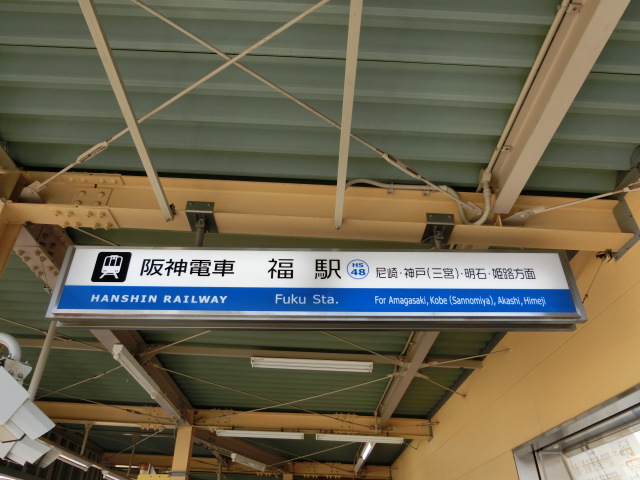 阪神電車 福駅 HS 48 尼崎・神戸(三宮)・明石・姫路方面
HANSHIN RAILWAY Fuku Sta. For Amagasaki, Kobe (Sannomiya), Akashi, Himeji